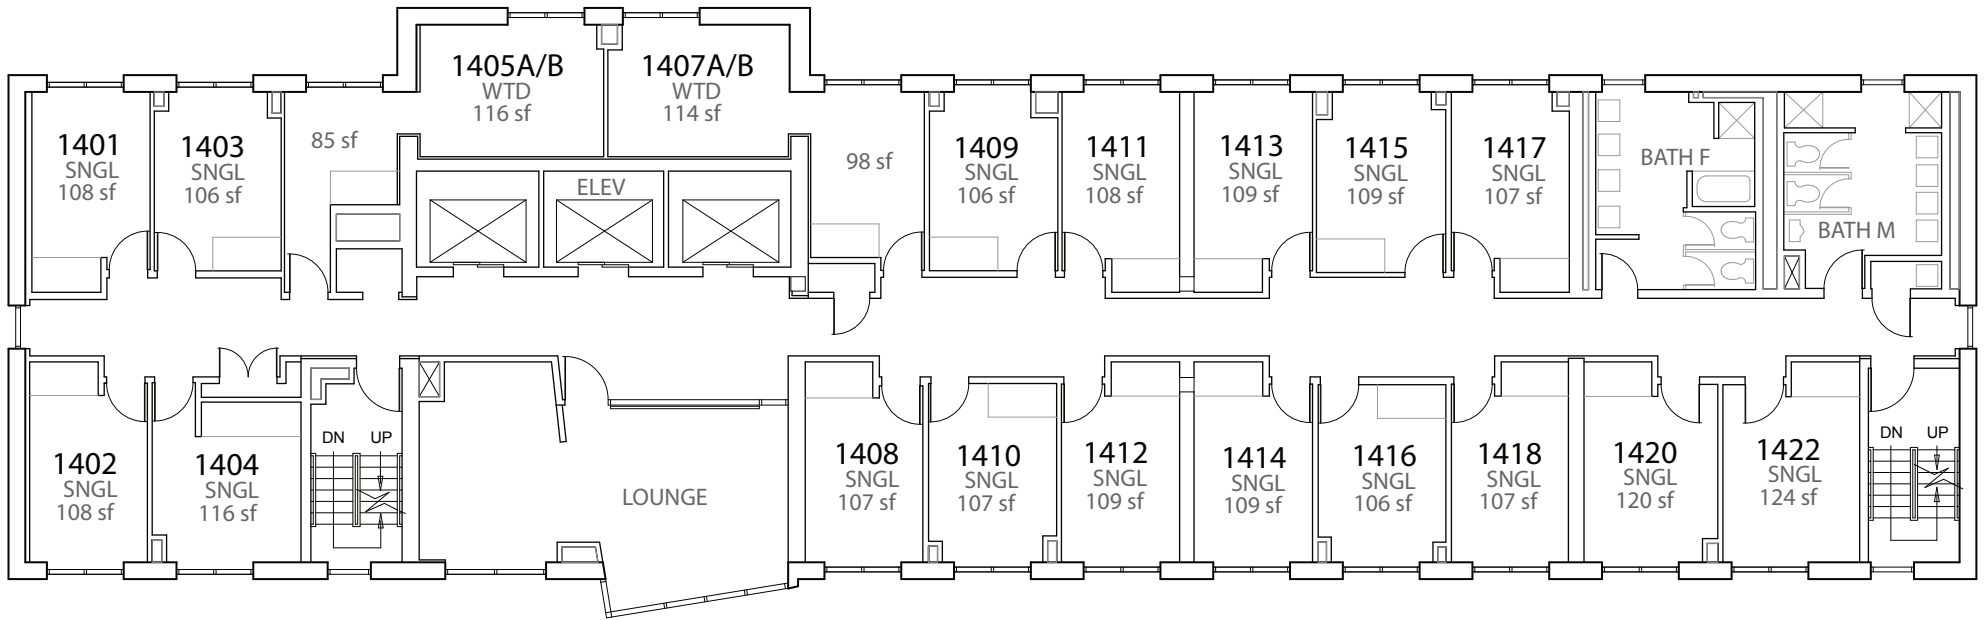 1405A/B
WTD
116 sf
1407A/B
WTD
114 sf
1401
SNGL
108 sf
1403
SNGL
106 sf
85 sf
ELEV
98 sf
1409
SNGL
106 sf
1411
SNGL
108 sf
1413
SNGL
109 sf
1415
SNGL
109 sf
1417
SNGL
107 sf
BATH F
BATH M
1402
SNGL
108 sf
1404
SNGL
116 sf
DN UP
LOUNGE
1408
SNGL
107 sf
1410
SNGL
107 sf
1412
SNGL
109 sf
1414
SNGL
109 sf
1416
SNGL
106 sf
1418
SNGL
107 sf
1420
SNGL
120 sf
1422
SNGL
124 sf
DN UP